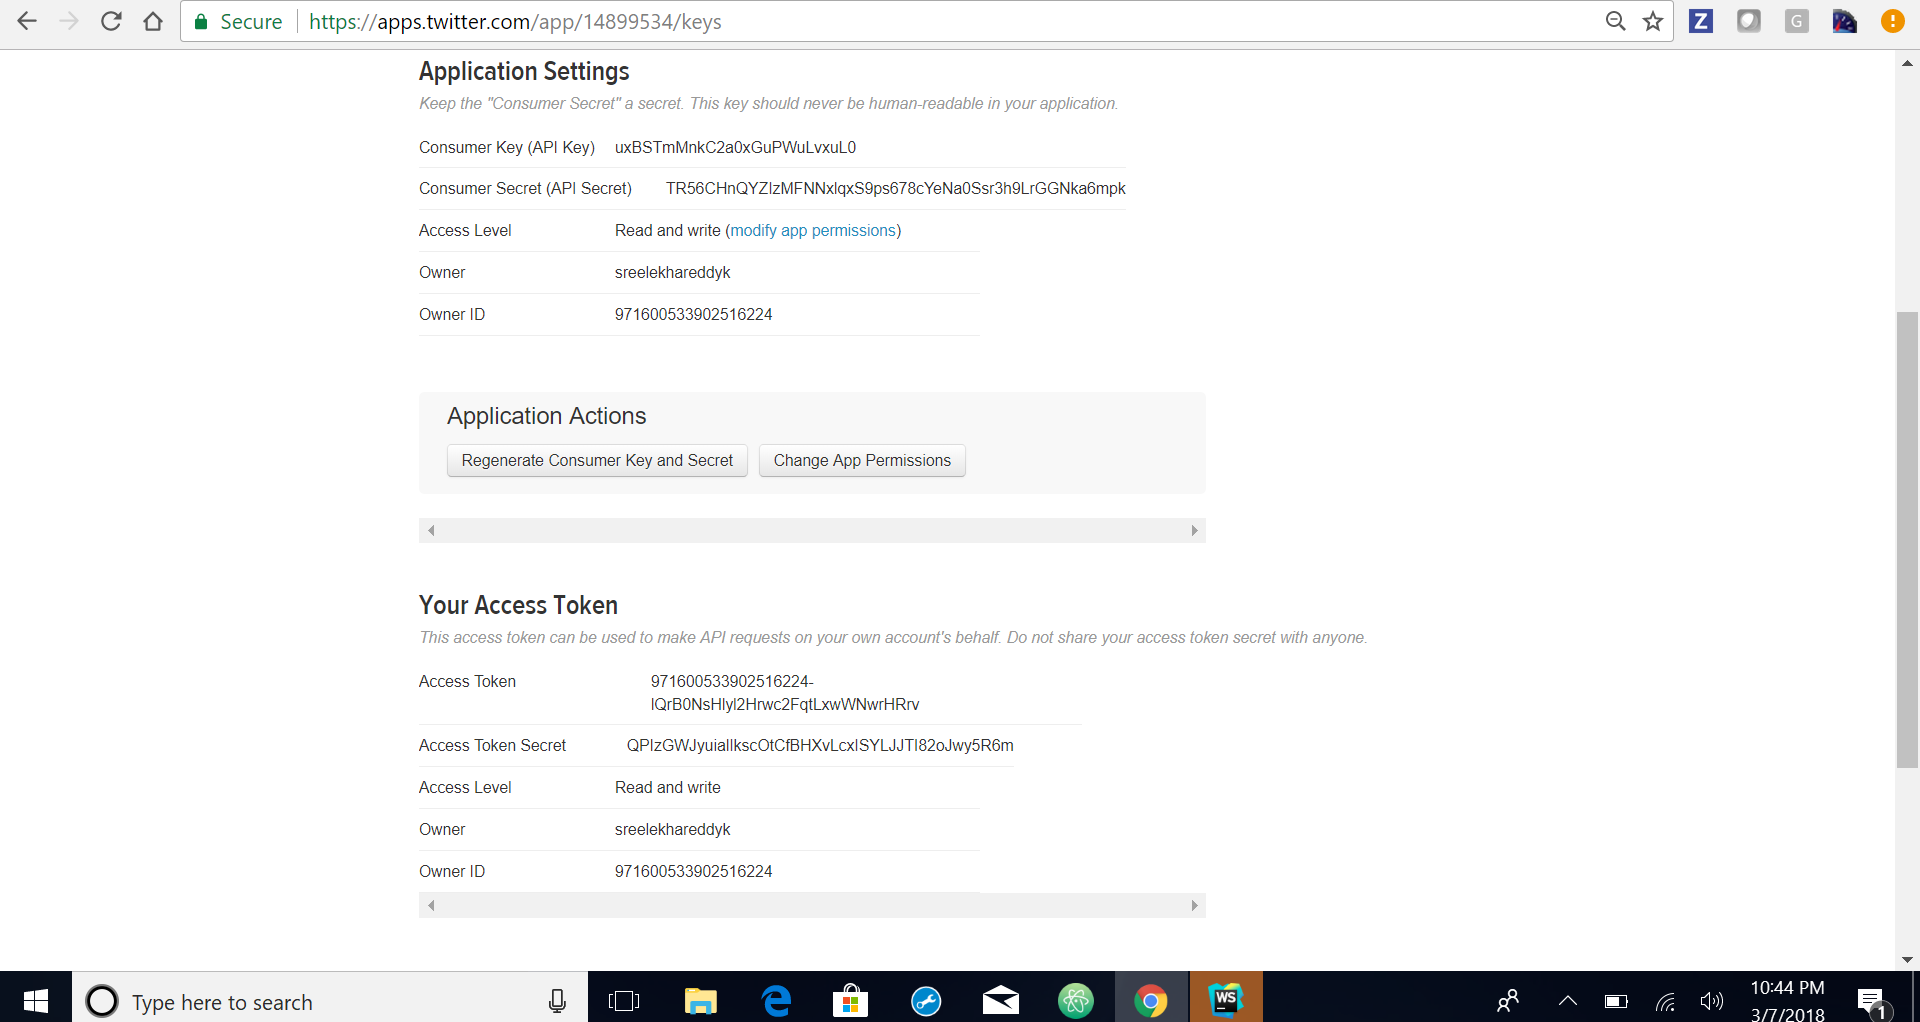 Secure https://apps.twitter.com/app/14899534/keys
Application Settings
Keep the "Consumer Secret" a secret. This key should never be human-readable in your application.
Consumer Key (API Key) uxBSTmMnkC2a0xGuPWuLvxuL0
Consumer Secret (API Secret)
Access Level Read and write (modify app permissions)
Owner sreelekhareddyk
Owner ID 971600533902516224
Application Actions
Regenerate Consumer Key and Secret Change App Permissions
Your Access Token
This access token can be used to make API requests on your own account's behalf. Do not share your access token secret with anyone.
Access Token 971600533902516224-
Access Token Secret
Access Level Read and write
Owner sreelekhareddyk
Owner ID 971600533902516224
Type here to search
WS
10:44 PM
3/7/2018
1